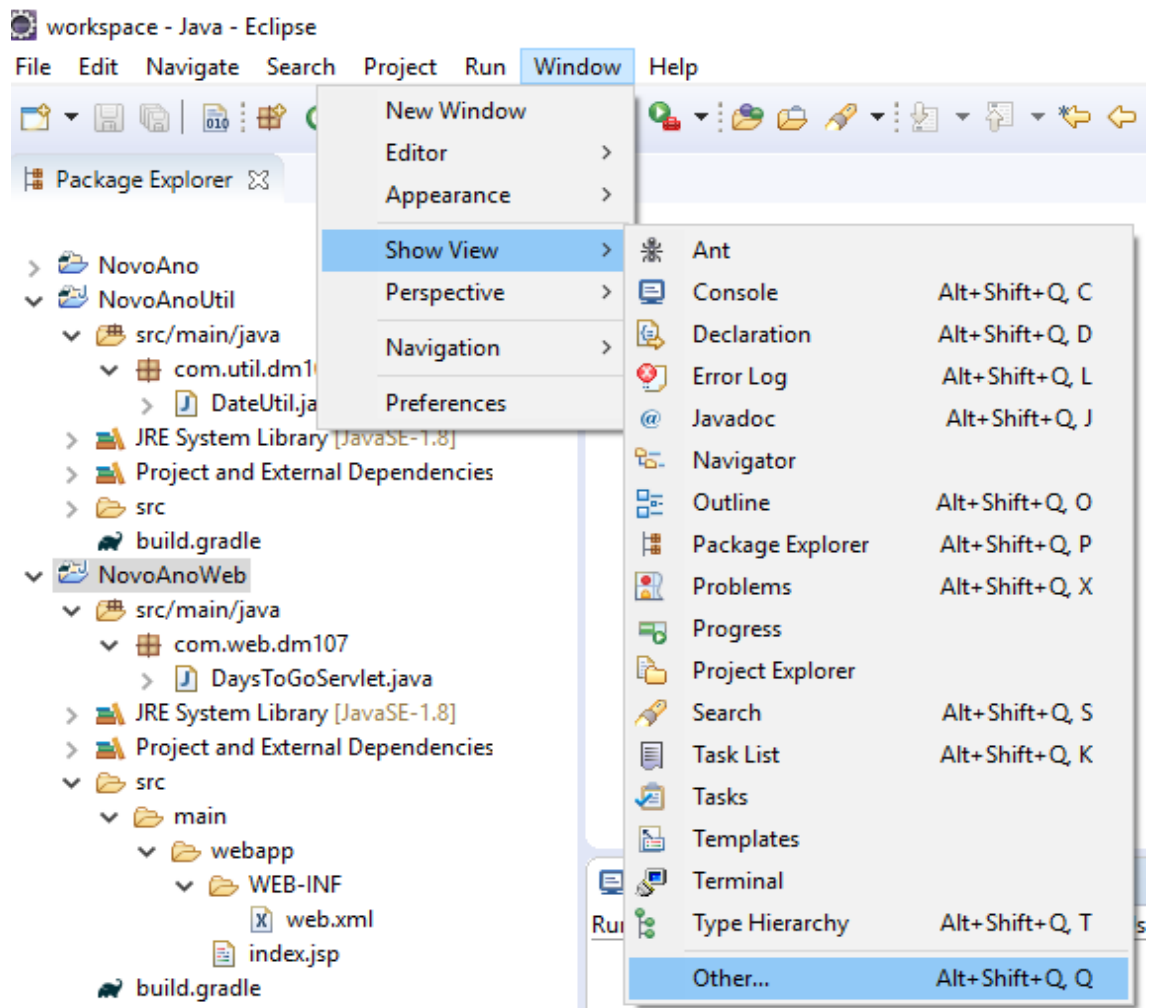 workspace - Java - Eclipse
File Edit Navigate Search Project Run Window Help
010
Package Explorer
NovoAno
NovoAnoUtil
src/main/java
com.util.dm1
DateUtil.ja
JRE System Library [JavaSE-1.8]
Project and External Dependencies
src
build.gradle
NovoAnoWeb
src/main/java
com.web.dm107
DaysToGoServlet.java
JRE System Library [JavaSE-1.8]
Project and External Dependencies
src
main
webapp
WEB-INF
web.xml
index.jsp
build.gradle
New Window
Editor
Appearance
Show View
Perspective
Navigation
Preferences
Ant
Console Alt+Shift+Q, C
Declaration Alt+Shift+Q, D
Error Log Alt+Shift+Q, L
Javadoc Alt+Shift+Q, J
Navigator
Outline Alt+Shift+Q, O
Package Explorer Alt+Shift+Q, P
Problems Alt+Shift+Q, X
Progress
Project Explorer
Search Alt+Shift+Q, S
Task List Alt+Shift+Q, K
Tasks
Templates
Terminal
Type Hierarchy Alt+Shift+Q, T
Other... Alt+Shift+Q, Q